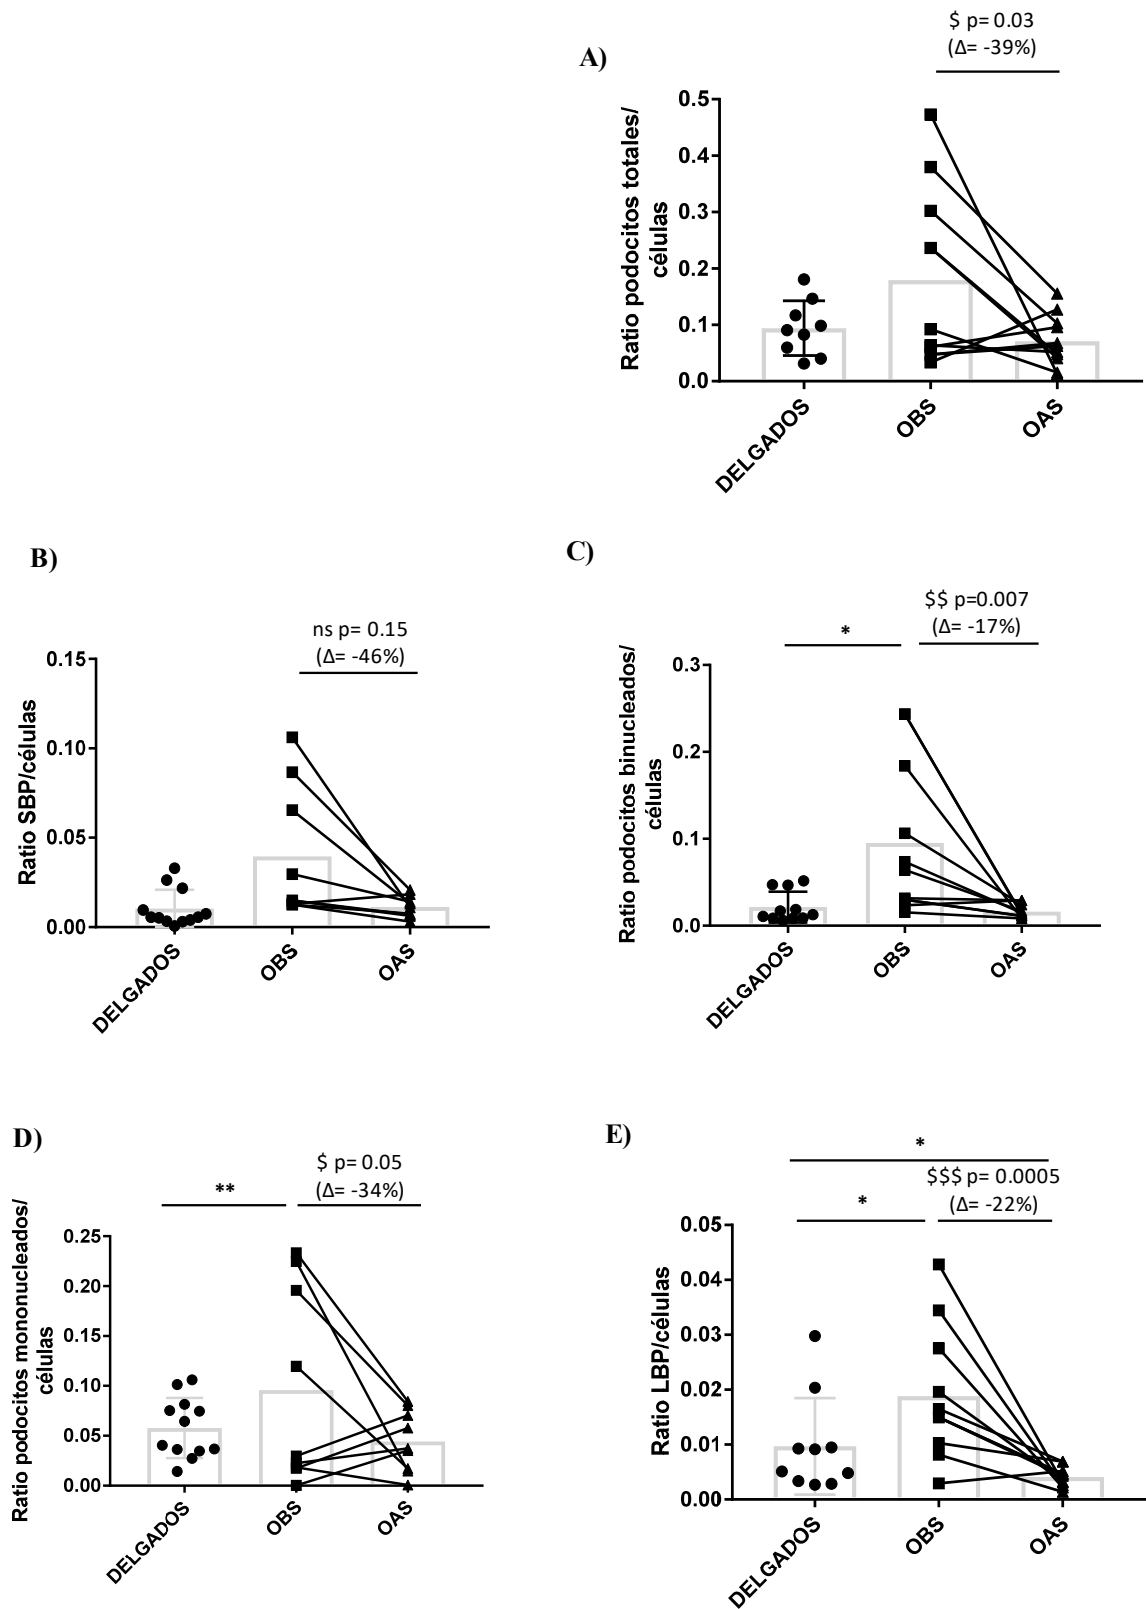 A)
$ p= 0.03
(Δ= -39%)
Ratio podocitos totales/
células
0.5
0.4
0.3
0.2
0.1
0.0
DELGADOS
OBS
OAS
B)
ns p= 0.15
(Δ= -46%)
Ratio SBP/células
0.15
0.10
0.05
0.00
DELGADOS
OBS
OAS
C)
*
$$ p=0.007
(Δ= -17%)
Ratio podocitos binucleados/
células
0.3
0.2
0.1
0.0
DELGADOS
OBS
OAS
D)
**
$ p= 0.05
(Δ= -34%)
Ratio podocitos mononucleados/
células
0.25
0.20
0.15
0.10
0.05
0.00
DELGADOS
OBS
OAS
E)
*
*
$$$ p= 0.0005
(Δ= -22%)
Ratio LBP/células
0.05
0.04
0.03
0.02
0.01
0.00
DELGADOS
OBS
OAS